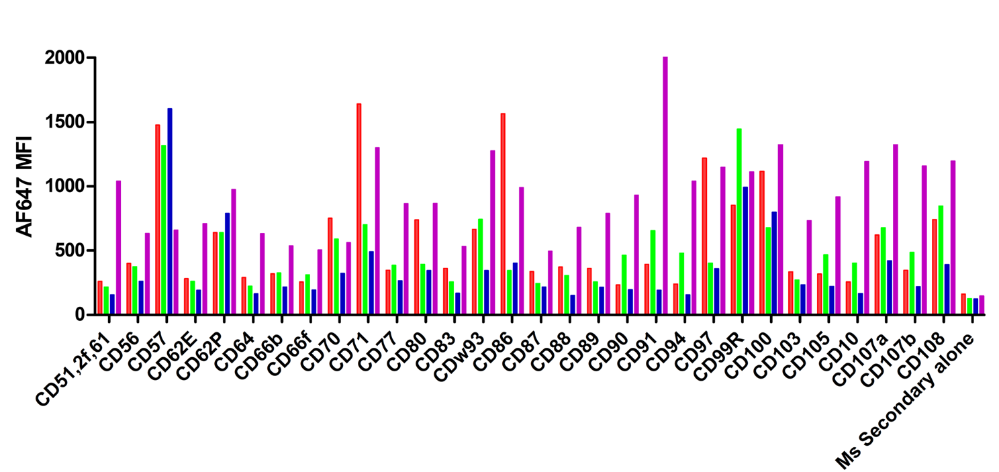 AF647 MFI
2000
1500
1000
500
0
CD51,2f,61
CD56
CD57
CD62E
CD62P
CD64
CD66b
CD66f
CD70
CD71
CD77
CD80
CD83
CDw93
CD86
CD87
CD88
CD89
CD90
CD91
CD94
CD97
CD99R
CD100
CD103
CD105
CD10
CD107a
CD107b
CD108
Ms Secondary alone